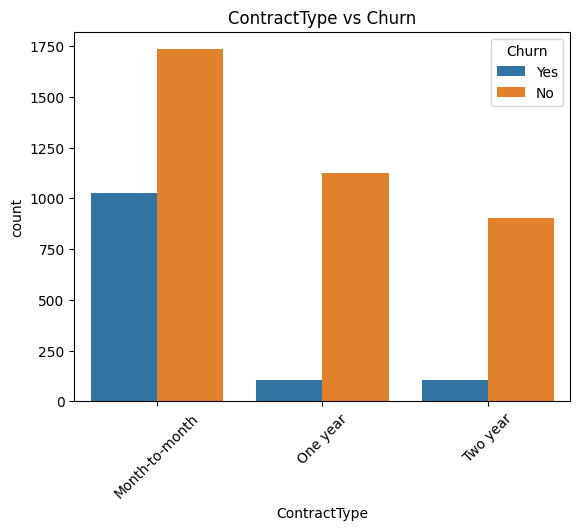 ContractType vs Churn
Churn
Yes
No
count
1750
1500
1250
1000
750
500
250
0
Month-to-month
One year
Two year
ContractType